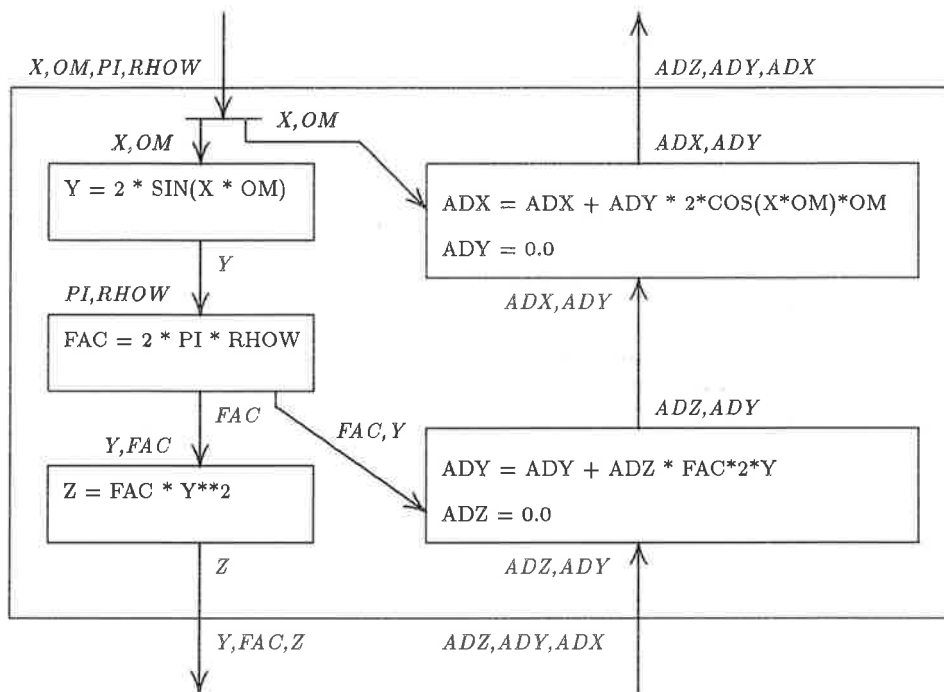 X,OM,PI,RHOW
ADZ,ADY,ADX
X,OM
X,OM
ADX,ADY
Y = 2 * SIN(X * OM)
ADX = ADX + ADY * 2*COS(X*OM)*OM
ADY = 0.0
Y
PI,RHOW
ADX,ADY
FAC = 2 * PI * RHOW
FAC
ADZ,ADY
FAC,Y
Y,FAC
ADY = ADY + ADZ * FAC*2*Y
Z = FAC * Y**2
ADZ = 0.0
Z
ADZ,ADY
Y,FAC,Z
ADZ,ADY,ADX